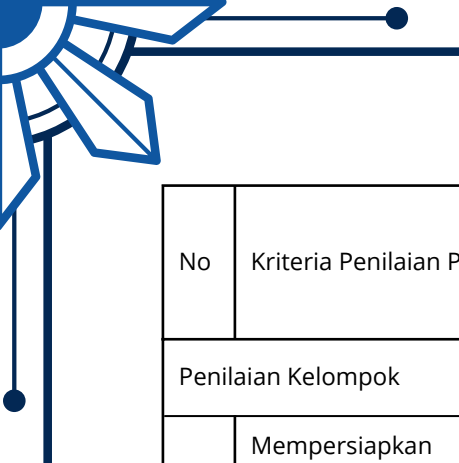 No
Kriteria Penilaian P
Penilaian Kelompok
Mempersiapkan